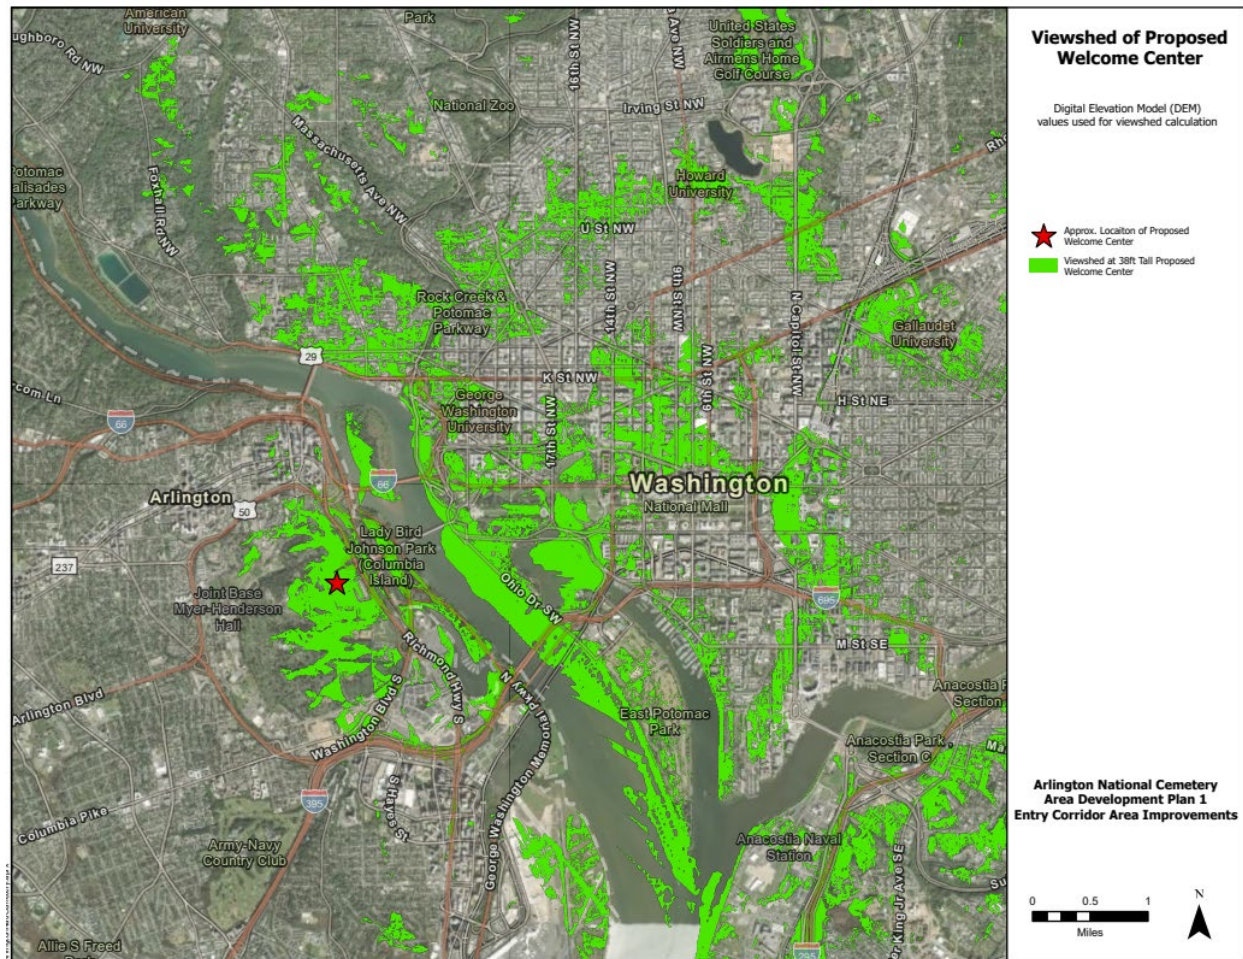 American
University
Park
United States
Soldiers and
Airmens Home
Golf Course
16th St NW
Ave NW
National Zoo
Irving St NW
Massachusetts Ave NW
Foxhall Rd NW
Howard
University
U St NW
14th St NW
9th St NW
N Capitol St NW
Rock Creek &
Potomac
Parkway
Gallaudet
University
29
K St NW
6th St NW
H St NE
George
Washington
University
17th St NW
66
66
Washington
National Mall
Arlington
50
Lady Bird
Johnson Park
(Columbia
Island)
237
Joint Base
Myer-Henderson
Hall
Ohio Dr SW
695
M St SE
Richmond Hwy S
Arlington Blvd
Washington Blvd S
East Potomac
Park
Anacostia
Section
Anacostia Park
Section C
George Washington Memorial Pkwy N
395
S Hayes St
Columbia Pike
Army-Navy
Country Club
Anacostia Naval
Station
King Jr Ave SE
295
Allie S Freed
Viewshed of Proposed
Welcome Center
Digital Elevation Model (DEM)
values used for viewshed calculation
Approx. Locaiton of Proposed
Welcome Center
Viewshed at 38ft Tall Proposed
Welcome Center
Arlington National Cemetery
Area Development Plan 1
Entry Corridor Area Improvements
0 0.5 1
Miles
N